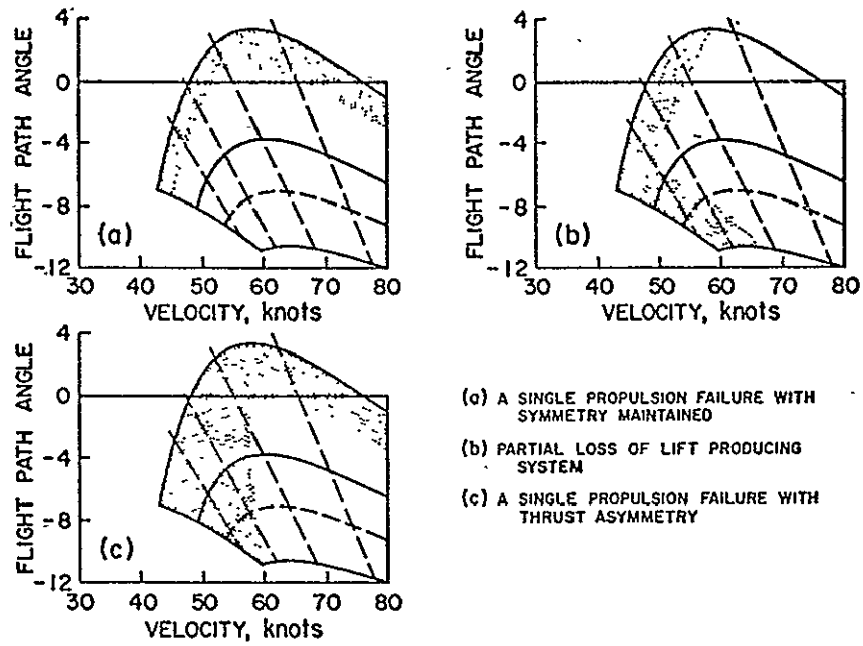 FLIGHT PATH ANGLE
4
0
-4
-8
-12
(a)
30 40 50 60 70 80
VELOCITY, knots
FLIGHT PATH ANGLE
4
0
-4
-8
-12
(b)
30 40 50 60 70 80
VELOCITY, knots
FLIGHT PATH ANGLE
4
0
-4
-8
-12
(c)
30 40 50 60 70 80
VELOCITY, knots
(a) A SINGLE PROPULSION FAILURE WITH
SYMMETRY MAINTAINED
(b) PARTIAL LOSS OF LIFT PRODUCING
SYSTEM
(c) A SINGLE PROPULSION FAILURE WITH
THRUST ASYMMETRY